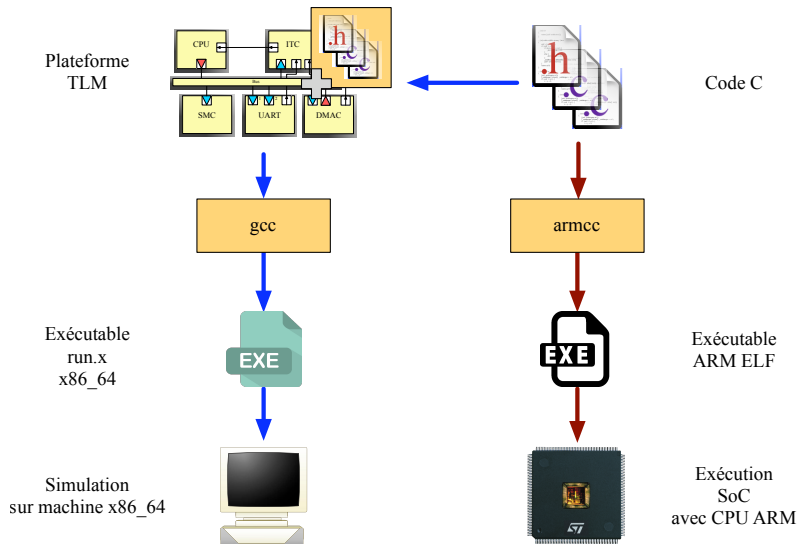 Plateforme
TLM
CPU
ITC
Bus
SMC
UART
DMAC
.h
.c
.c
.h
.c
.c
Code C
gcc
armcc
Exécutable
run.x
x86_64
EXE
EXE
Exécutable
ARM ELF
Simulation
sur machine x86_64
ST
Exécution
SoC
avec CPU ARM